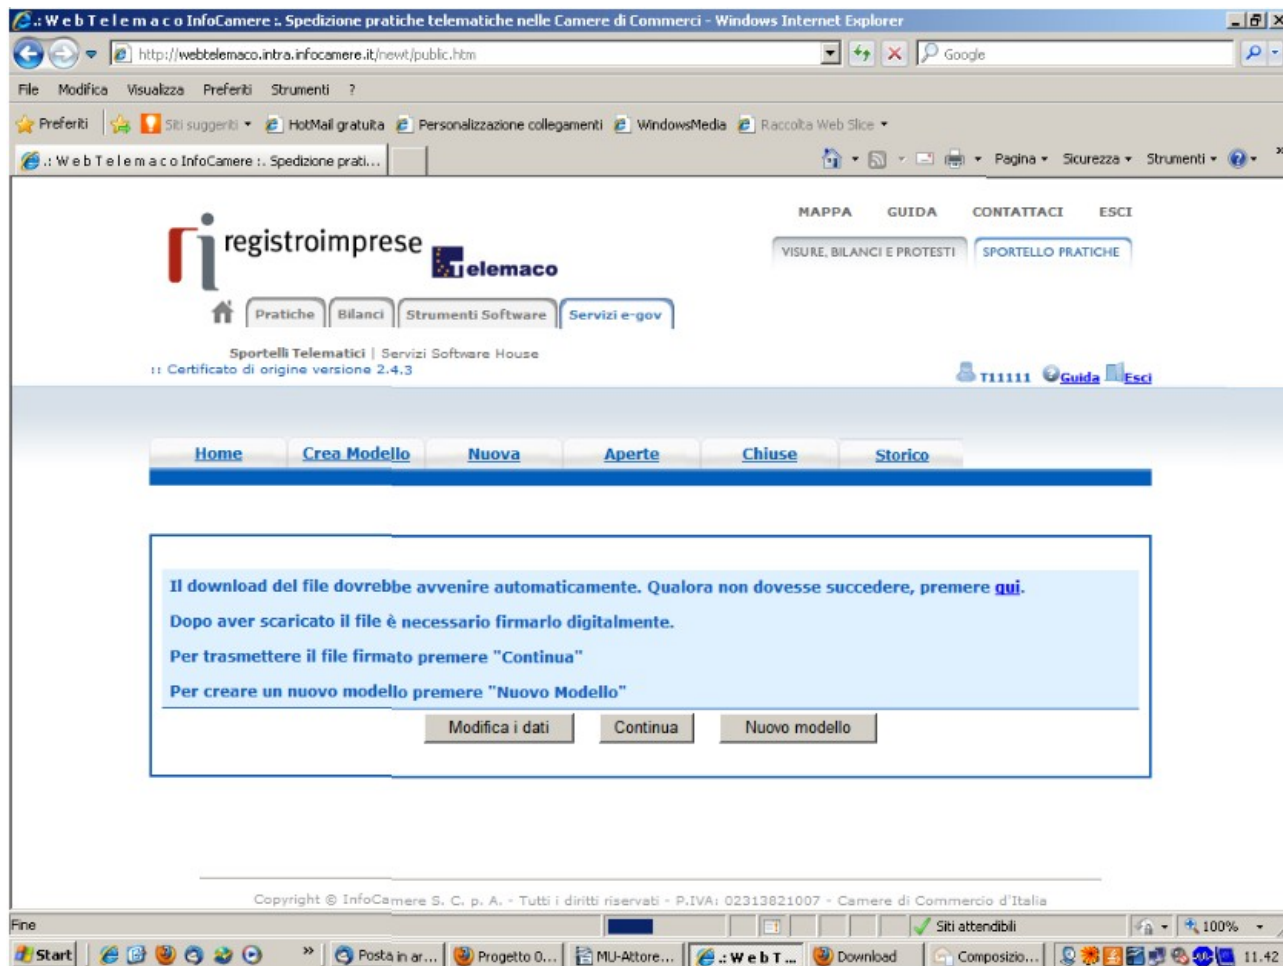 .: W e b T e l e m a c o InfoCamere :. Spedizione pratiche telematiche nelle Camere di Commerci - Windows Internet Explorer
http://webtelemaco.intra.infocamere.it/newt/public.htm
Google
File Modifica Visualizza Preferiti Strumenti ?
Preferiti Siti suggeriti HotMail gratuita Personalizzazione collegamenti WindowsMedia Raccolta Web Slice
.: W e b T e l e m a c o InfoCamere :. Spedizione prati... Pagina Sicurezza Strumenti »
MAPPA GUIDA CONTATTACI ESCI
registroimprese
Telemaco
VISURE, BILANCI E PROTESTI SPORTELLO PRATICHE
Pratiche Bilanci Strumenti Software Servizi e-gov
Sportelli Telematici | Servizi Software House
:: Certificato di origine versione 2.4.3
T11111 Guida Esci
Home Crea Modello Nuova Aperte Chiuse Storico
Il download del file dovrebbe avvenire automaticamente. Qualora non dovesse succedere, premere qui.
Dopo aver scaricato il file è necessario firmarlo digitalmente.
Per trasmettere il file firmato premere "Continua"
Per creare un nuovo modello premere "Nuovo Modello"
Modifica i dati Continua Nuovo modello
Copyright © InfoCamere S. C. p. A. - Tutti i diritti riservati - P.IVA: 02313821007 - Camere di Commercio d'Italia
Fine Siti attendibili 100%
Start » Posta in ar... Progetto 0... MU-Attore... .: W e b T ... Download Composizio... 11.42